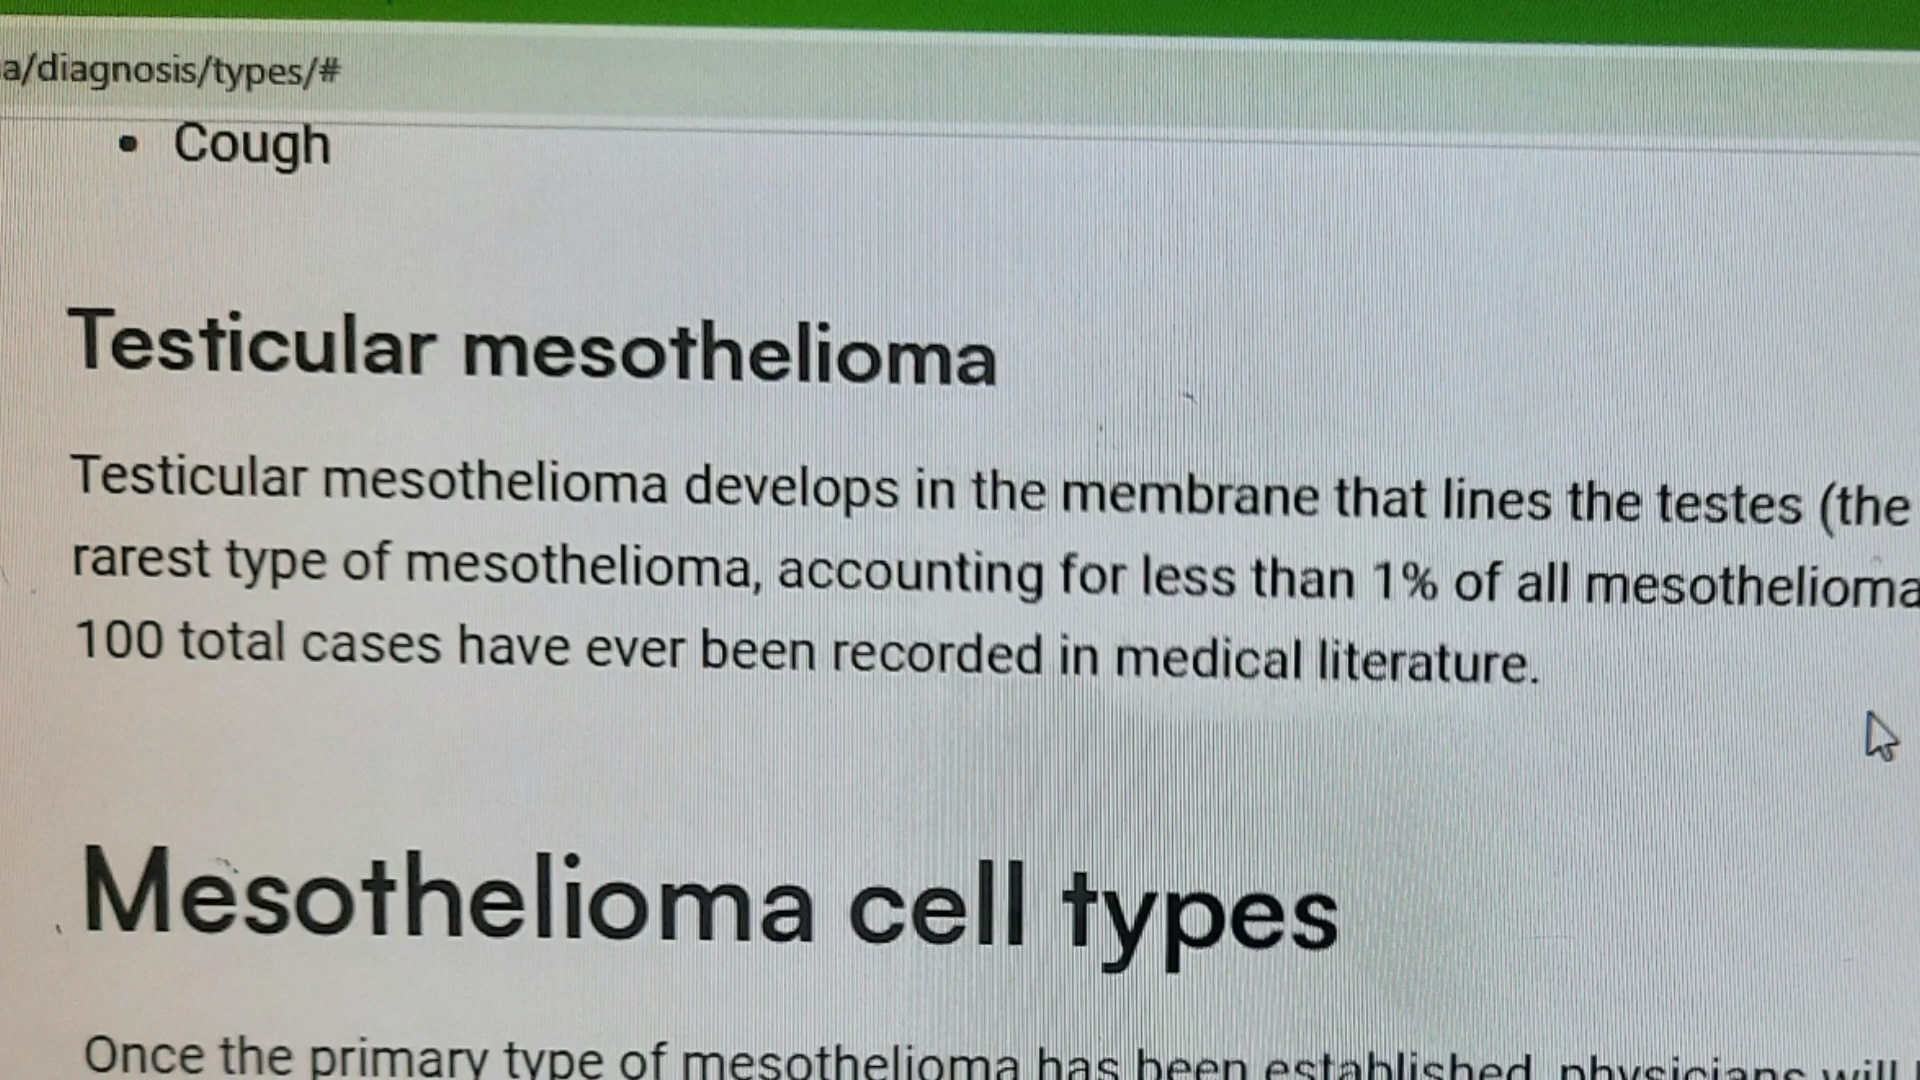 a/diagnosis/types/#
• Cough
Testicular mesothelioma
Testicular mesothelioma develops in the membrane that lines the testes (the
rarest type of mesothelioma, accounting for less than 1% of all mesothelioma
100 total cases have ever been recorded in medical literature.
Mesothelioma cell types
Once the primary type of mesothelioma has been established, physicians will